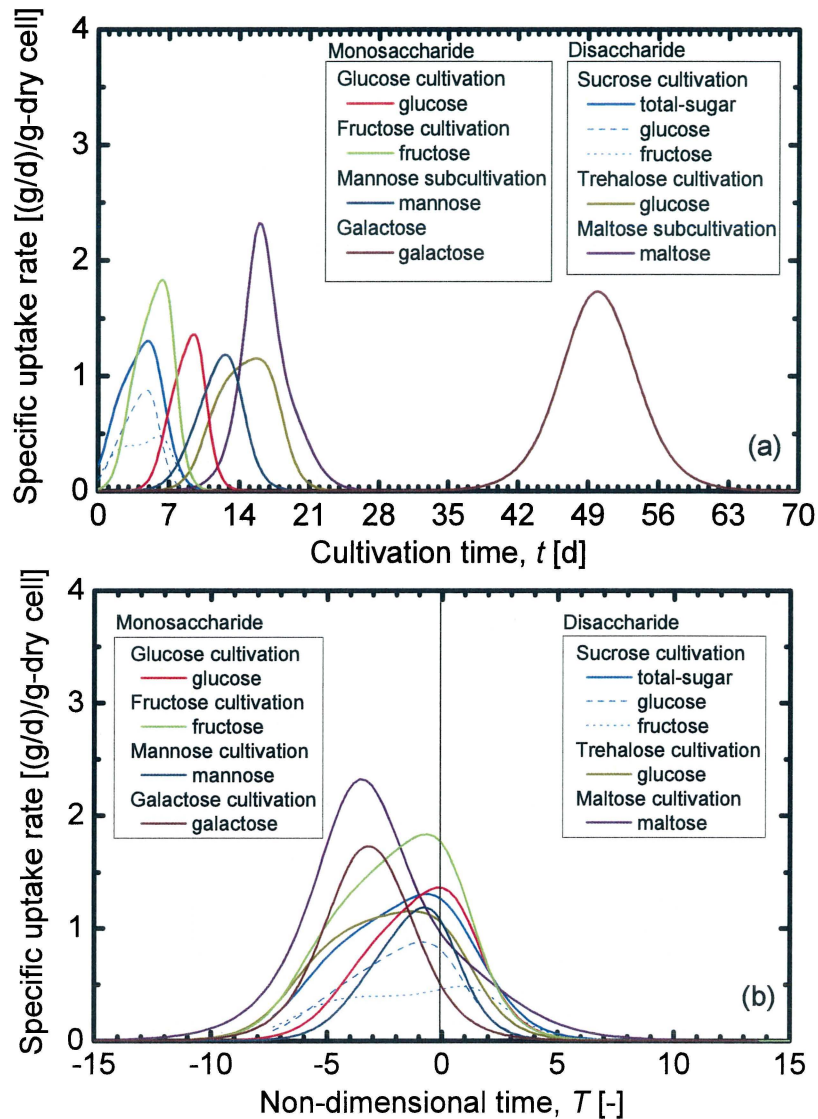 Specific uptake rate [(g/d)/g-dry cell]
4
3
2
1
0
Monosaccharide
Glucose cultivation
glucose
Fructose cultivation
fructose
Mannose subcultivation
mannose
Galactose
galactose
Disaccharide
Sucrose cultivation
total-sugar
glucose
fructose
Trehalose cultivation
glucose
Maltose subcultivation
maltose
(a)
0 7 14 21 28 35 42 49 56 63 70
Cultivation time, t [d]
Specific uptake rate [(g/d)/g-dry cell]
4
3
2
1
0
Monosaccharide
Glucose cultivation
glucose
Fructose cultivation
fructose
Mannose cultivation
mannose
Galactose cultivation
galactose
Disaccharide
Sucrose cultivation
total-sugar
glucose
fructose
Trehalose cultivation
glucose
Maltose cultivation
maltose
(b)
-15 -10 -5 0 5 10 15
Non-dimensional time, T [-]